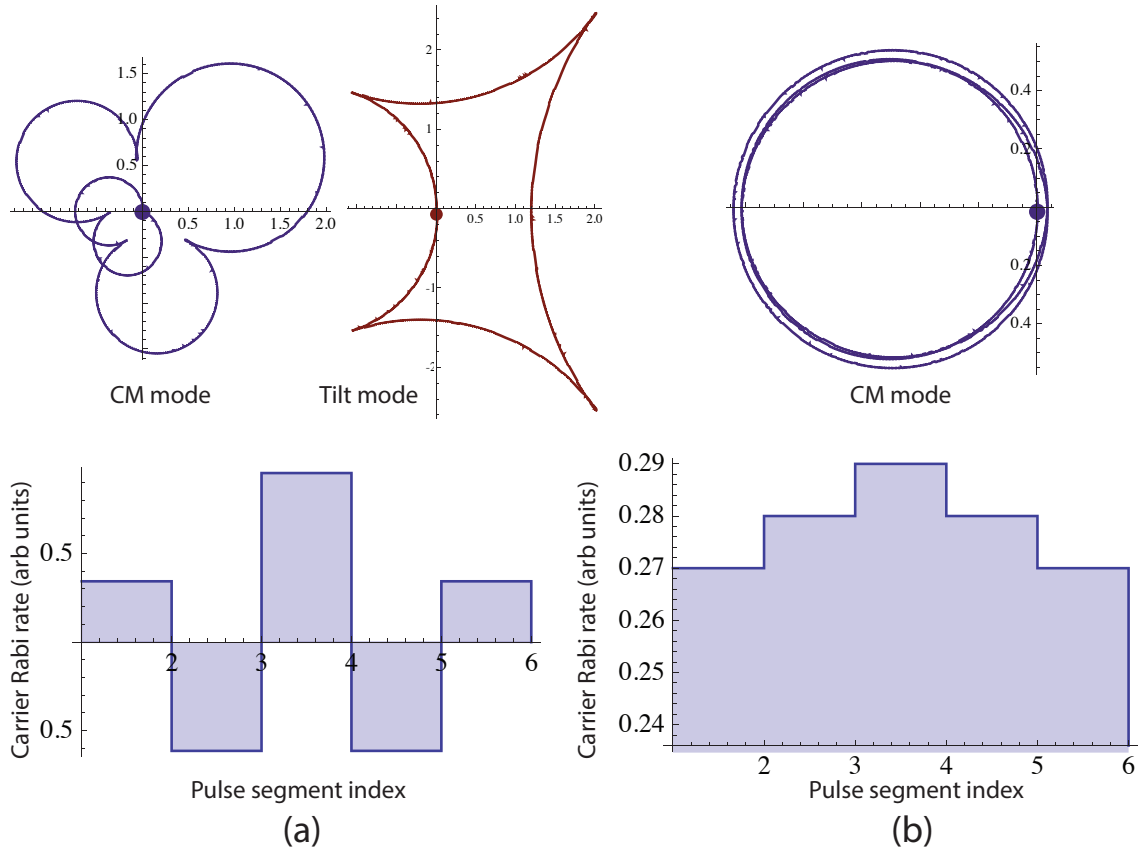 1.5
1.0
0.5
0.5 1.0 1.5 2.0
CM mode
2
1
0.5 1.0 1.5 2.0
-1
-2
Tilt mode
0.4
0.2
0.2
0.4
CM mode
Carrier Rabi rate (arb units)
0.5
0.5
2 3 4 5 6
Pulse segment index
(a)
Carrier Rabi rate (arb units)
0.29
0.28
0.27
0.26
0.25
0.24
2 3 4 5 6
Pulse segment index
(b)